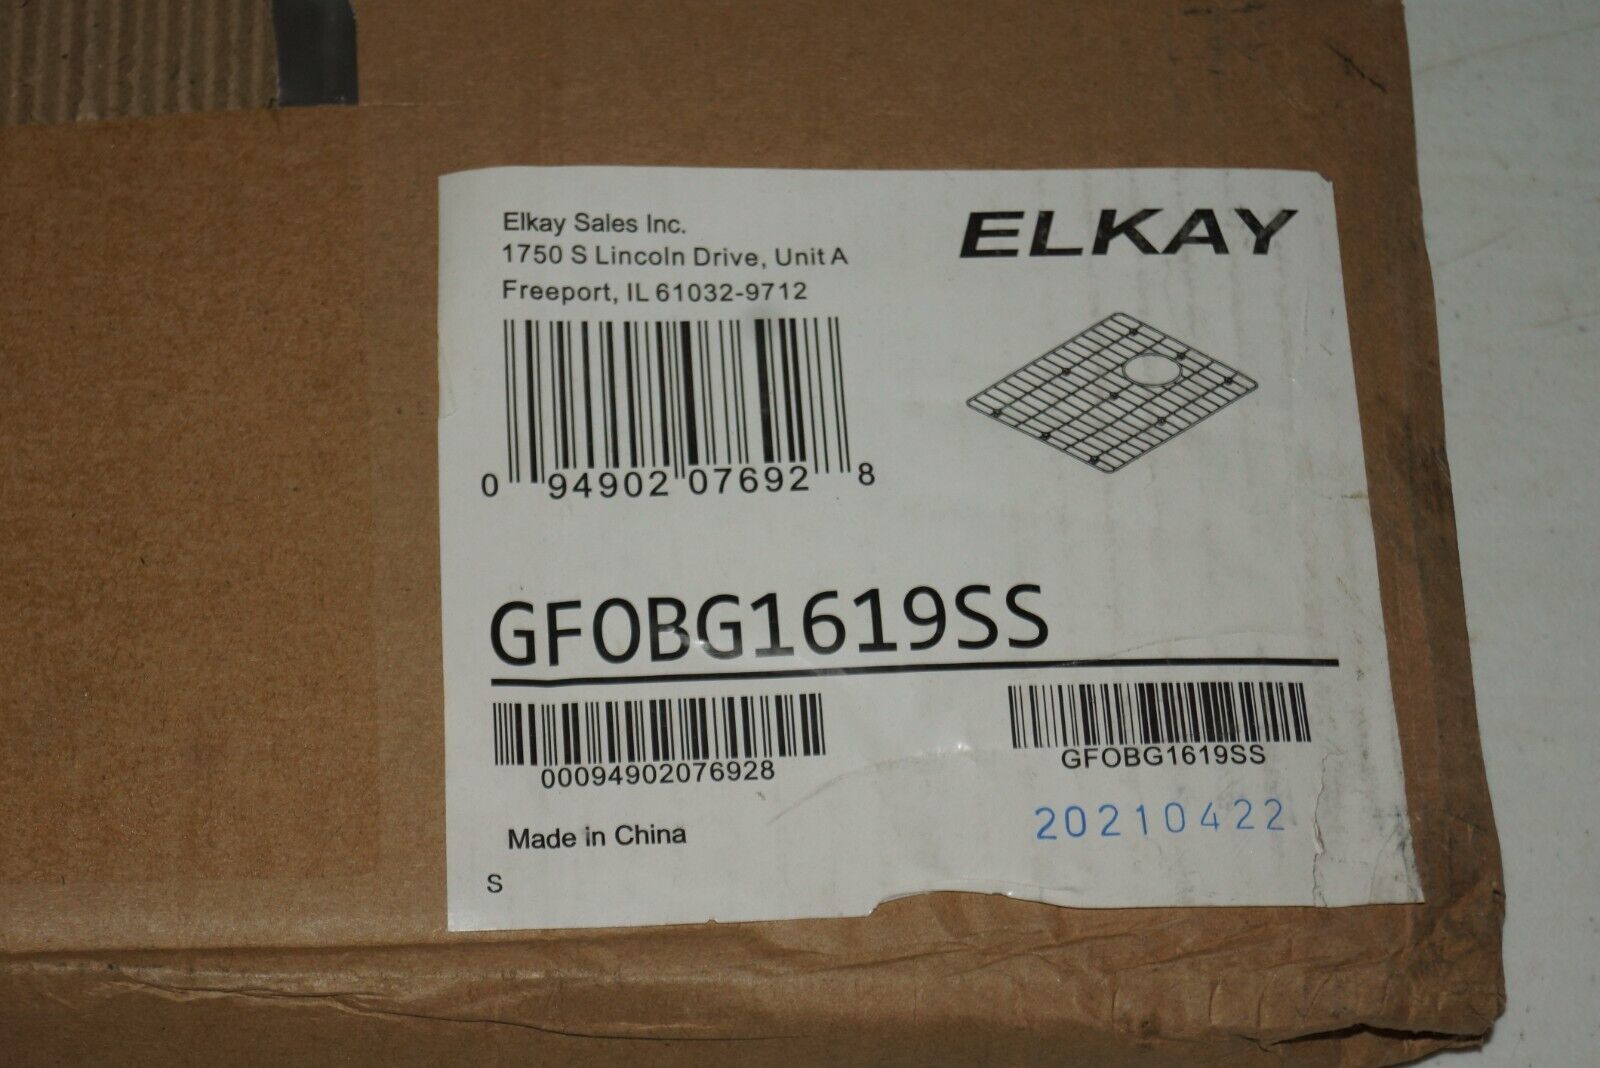 Elkay Sales Inc.
1750 S Lincoln Drive, Unit A
Freeport, IL 61032-9712
ELKAY
0 94902 07692 8
GFOBG1619SS
00094902076928
GFOBG1619SS
Made in China
20210422
S